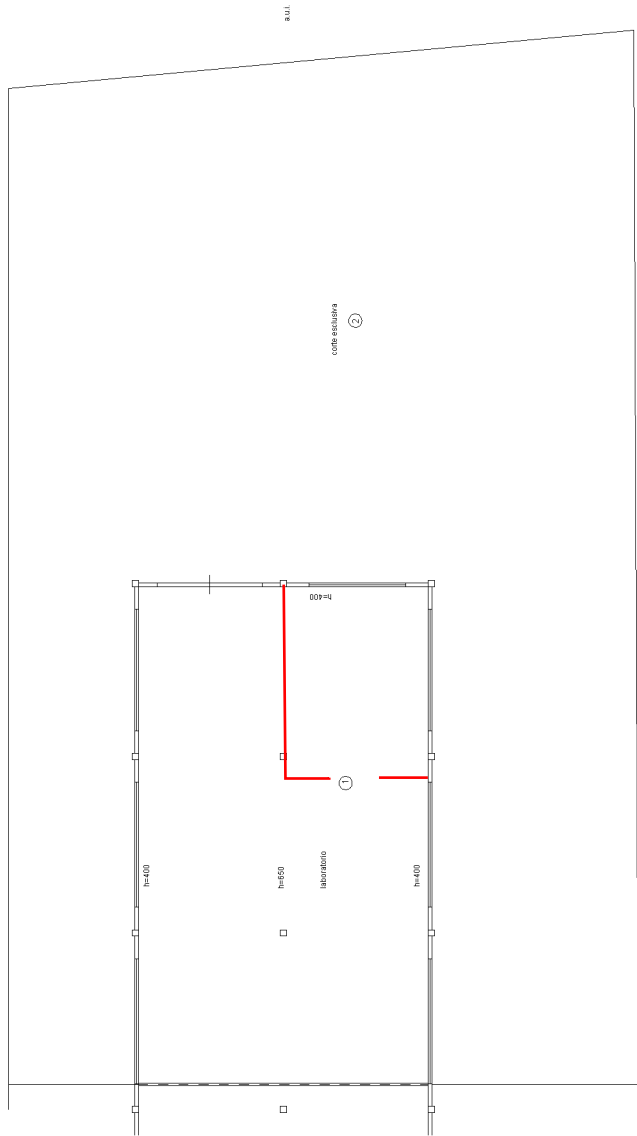 a.u.i.
corte esclusiva
2
h=400
1
h=400
h=650
laboratorio
h=400